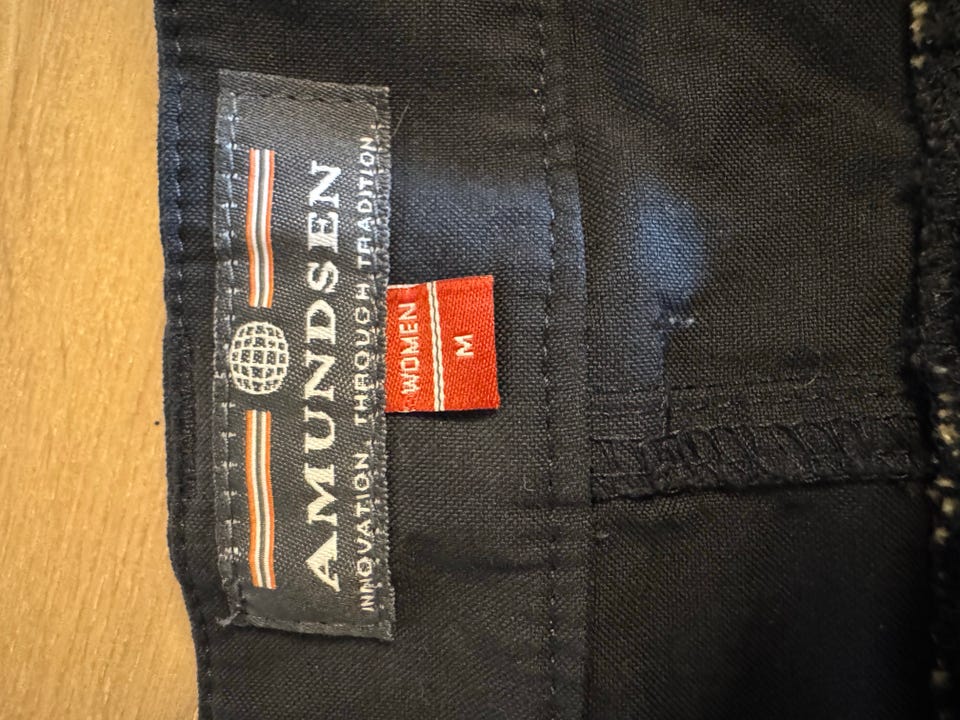 AMUNDSEN
INNOVATION THROUGH TRADITION
WOMEN
M